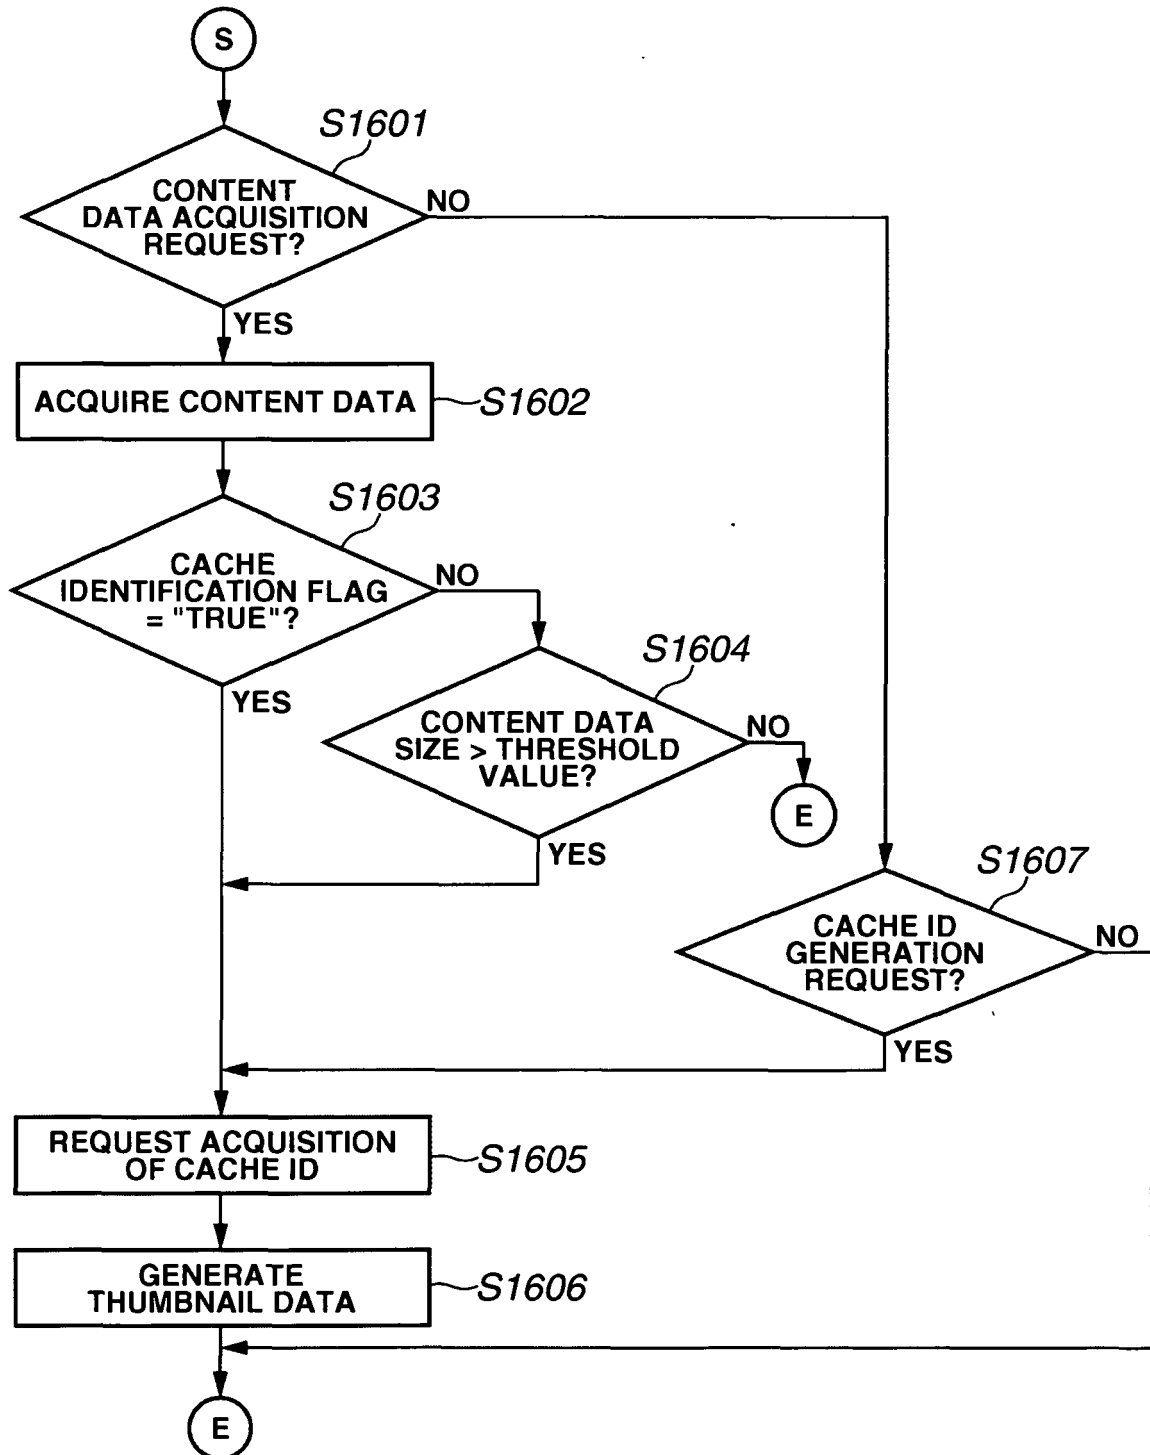 S
S1601
CONTENT
DATA ACQUISITION
REQUEST?
NO
YES
ACQUIRE CONTENT DATA
S1602
S1603
CACHE
IDENTIFICATION FLAG
= "TRUE"?
NO
YES
S1604
CONTENT DATA
SIZE > THRESHOLD
VALUE?
NO
E
YES
S1607
CACHE ID
GENERATION
REQUEST?
NO
YES
REQUEST ACQUISITION
OF CACHE ID
S1605
GENERATE
THUMBNAIL DATA
S1606
E